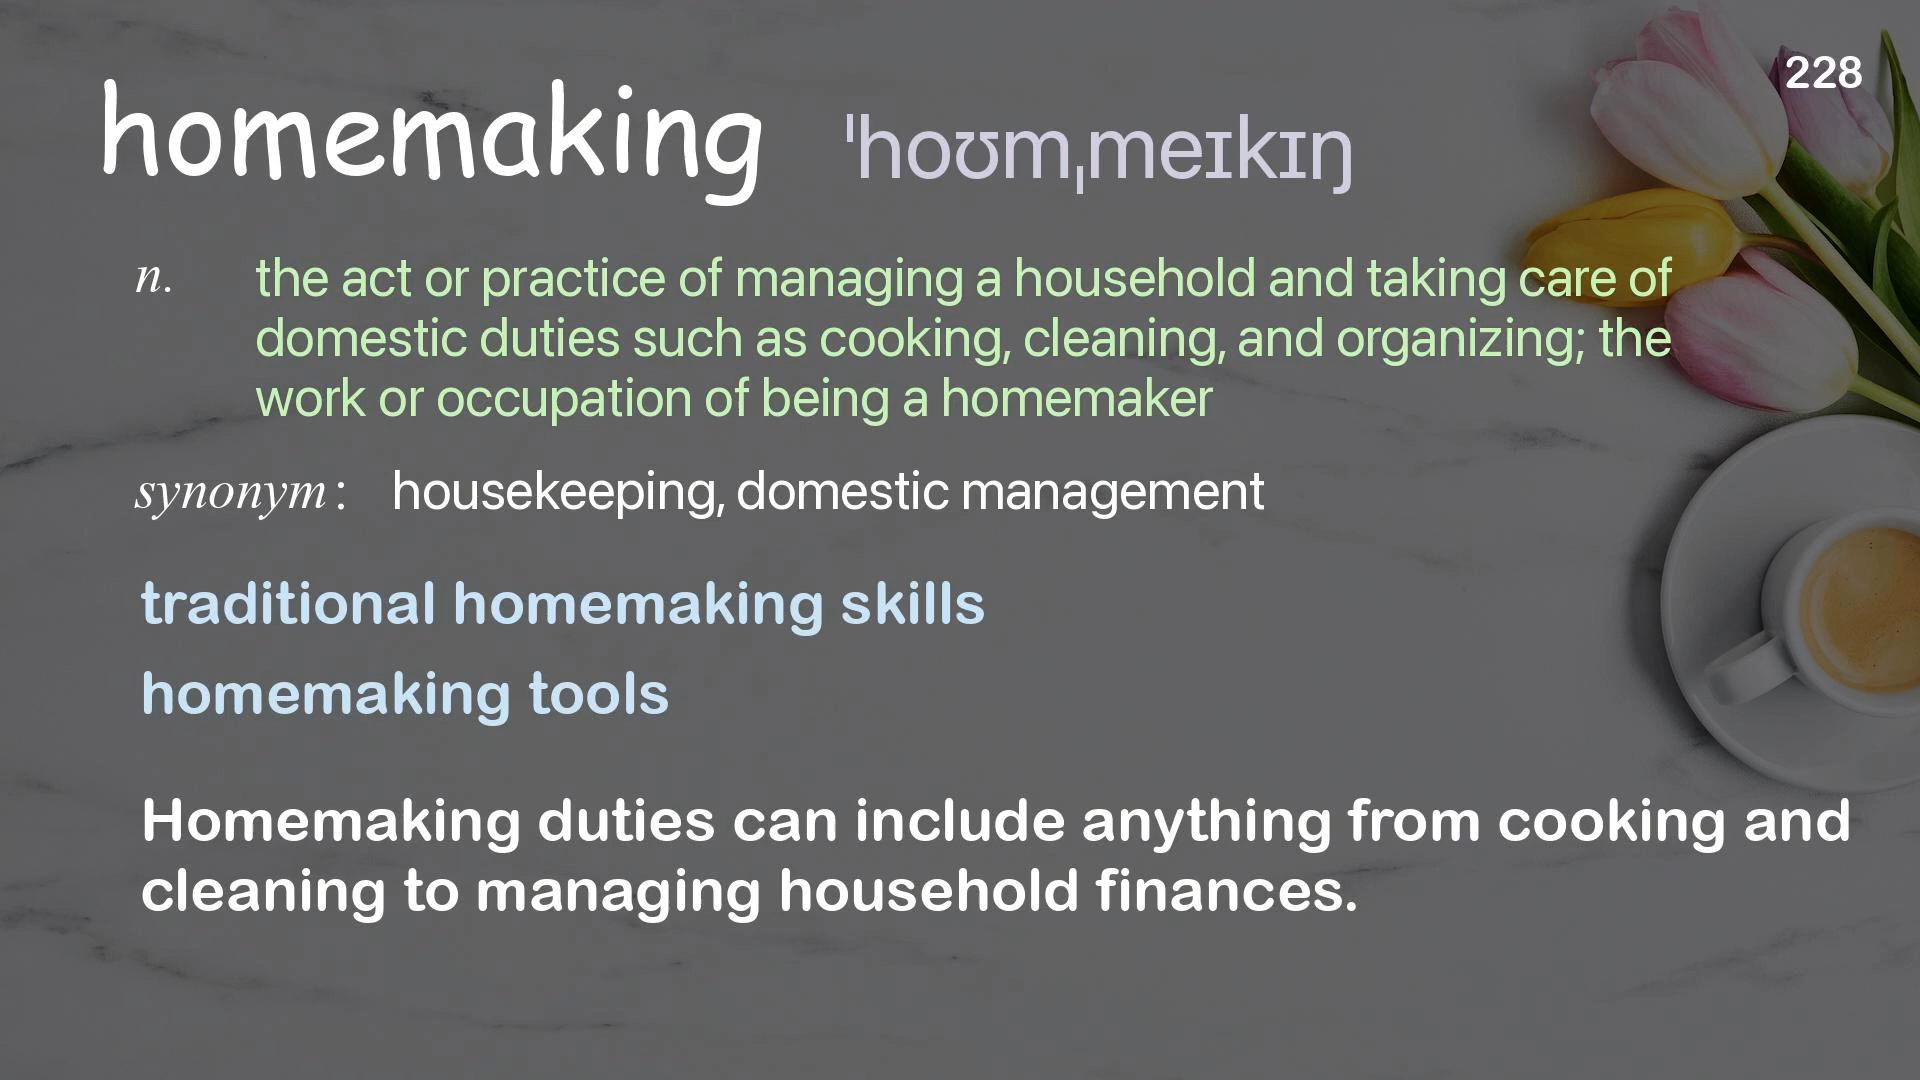 228
homemaking ˈhoʊmˌmeɪkɪŋ
n. the act or practice of managing a household and taking care of
domestic duties such as cooking, cleaning, and organizing; the
work or occupation of being a homemaker
synonym: housekeeping, domestic management
traditional homemaking skills
homemaking tools
Homemaking duties can include anything from cooking and
cleaning to managing household finances.